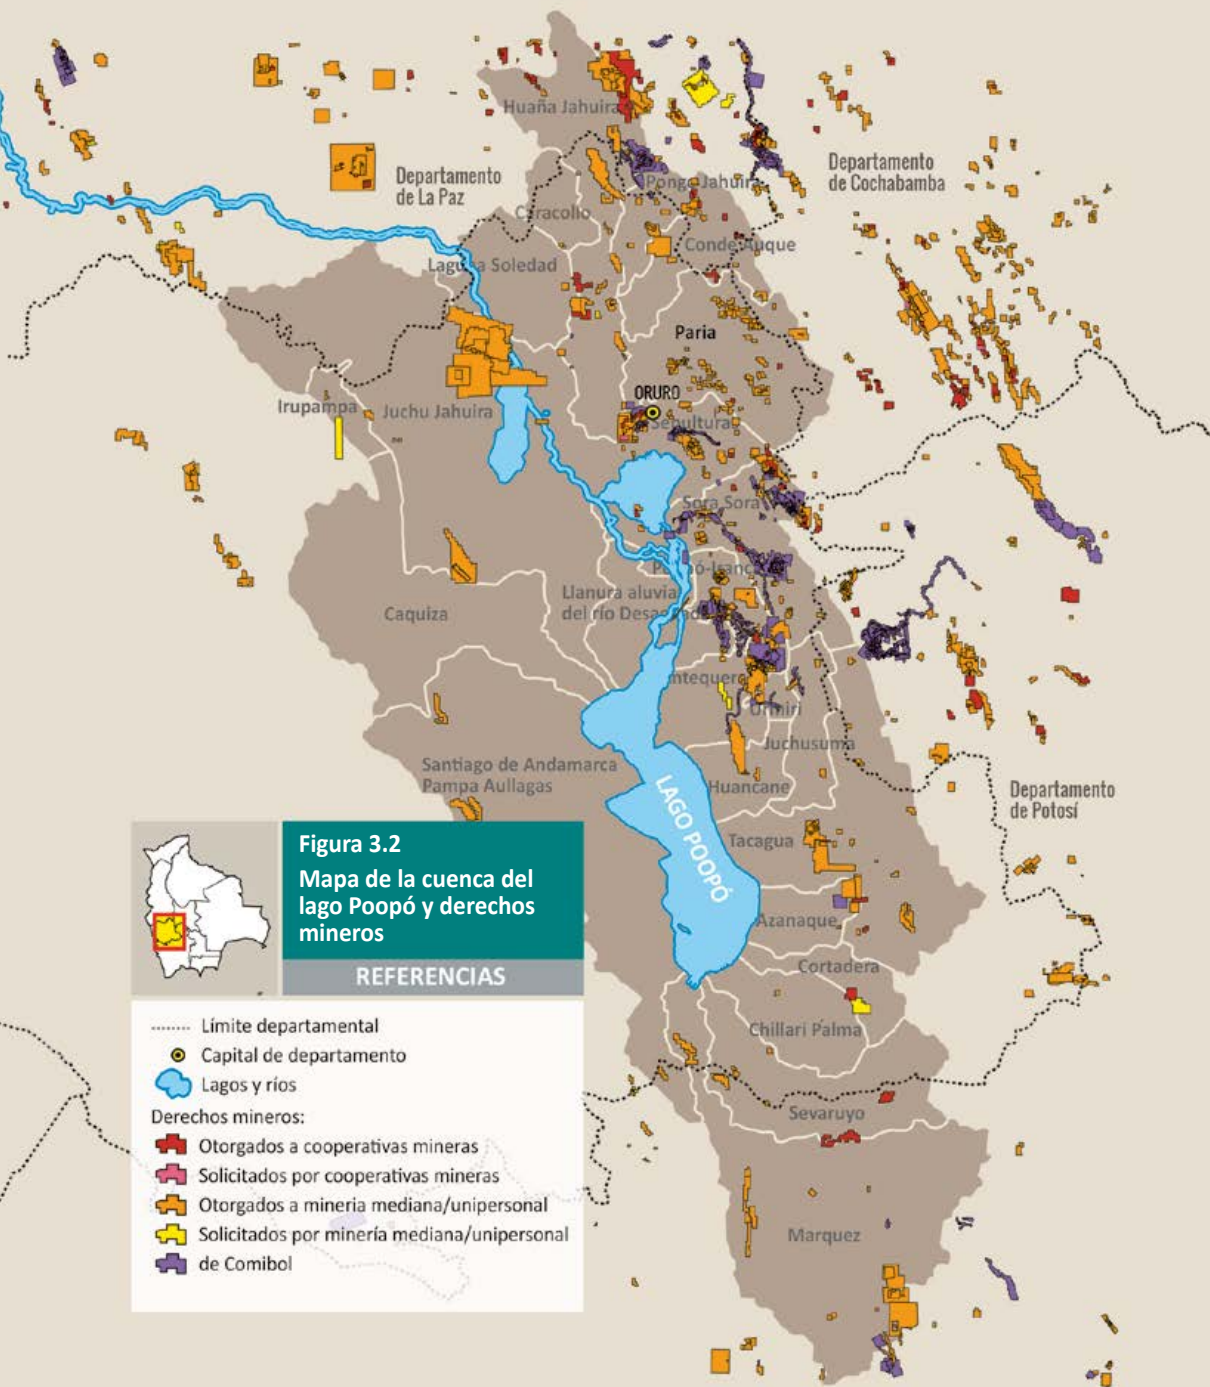 Huaña Jahuira
Departamento
de La Paz
Departamento
de Cochabamba
Pongo Jahuira
Caracollo
Conde Auque
Laguna Soledad
Paria
ORURO
Irupampa
Juchu Jahuira
Sepultura
Sora Sora
Llanura aluvial
del río Desaguadero
Caquiza
Antequera
Urmiri
Juchusuma
Santiago de Andamarca
Pampa Aullagas
Huancane
LAGO POOPÓ
Departamento
de Potosí
Tacagua
Azanaque
Cortadera
Chillari Palma
Sevaruyo
Marquez
Figura 3.2
Mapa de la cuenca del
lago Poopó y derechos
mineros
REFERENCIAS
Límite departamental
Capital de departamento
Lagos y ríos
Derechos mineros:
Otorgados a cooperativas mineras
Solicitados por cooperativas mineras
Otorgados a mineria mediana/unipersonal
Solicitados por minería mediana/unipersonal
de Comibol